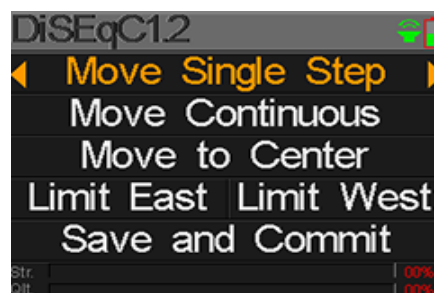 DiSEqC1.2
Move Single Step
Move Continuous
Move to Center
Limit East Limit West
Save and Commit
Str. 00%
Qlt. 00%